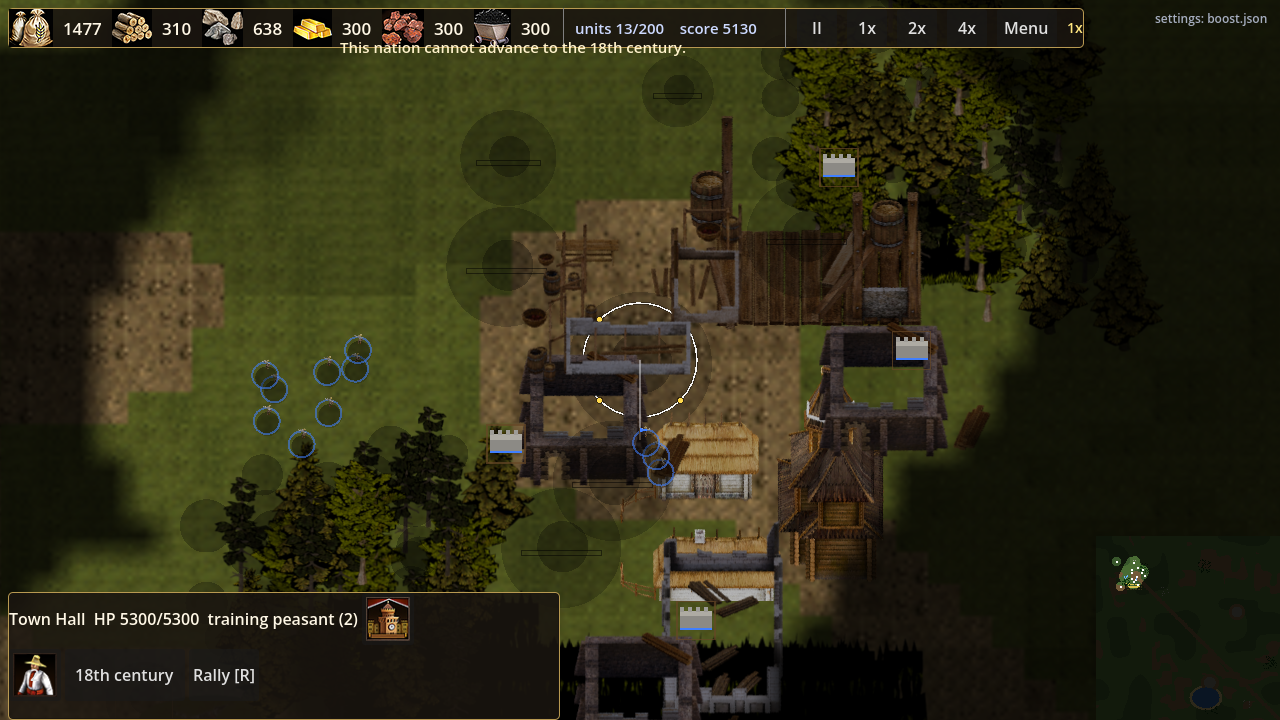 1477 310 638 300 300 300 units 13/200 score 5130 II 1x 2x 4x Menu 1x
settings: boost.json
This nation cannot advance to the 18th century.
Town Hall HP 5300/5300 training peasant (2)
18th century Rally [R]